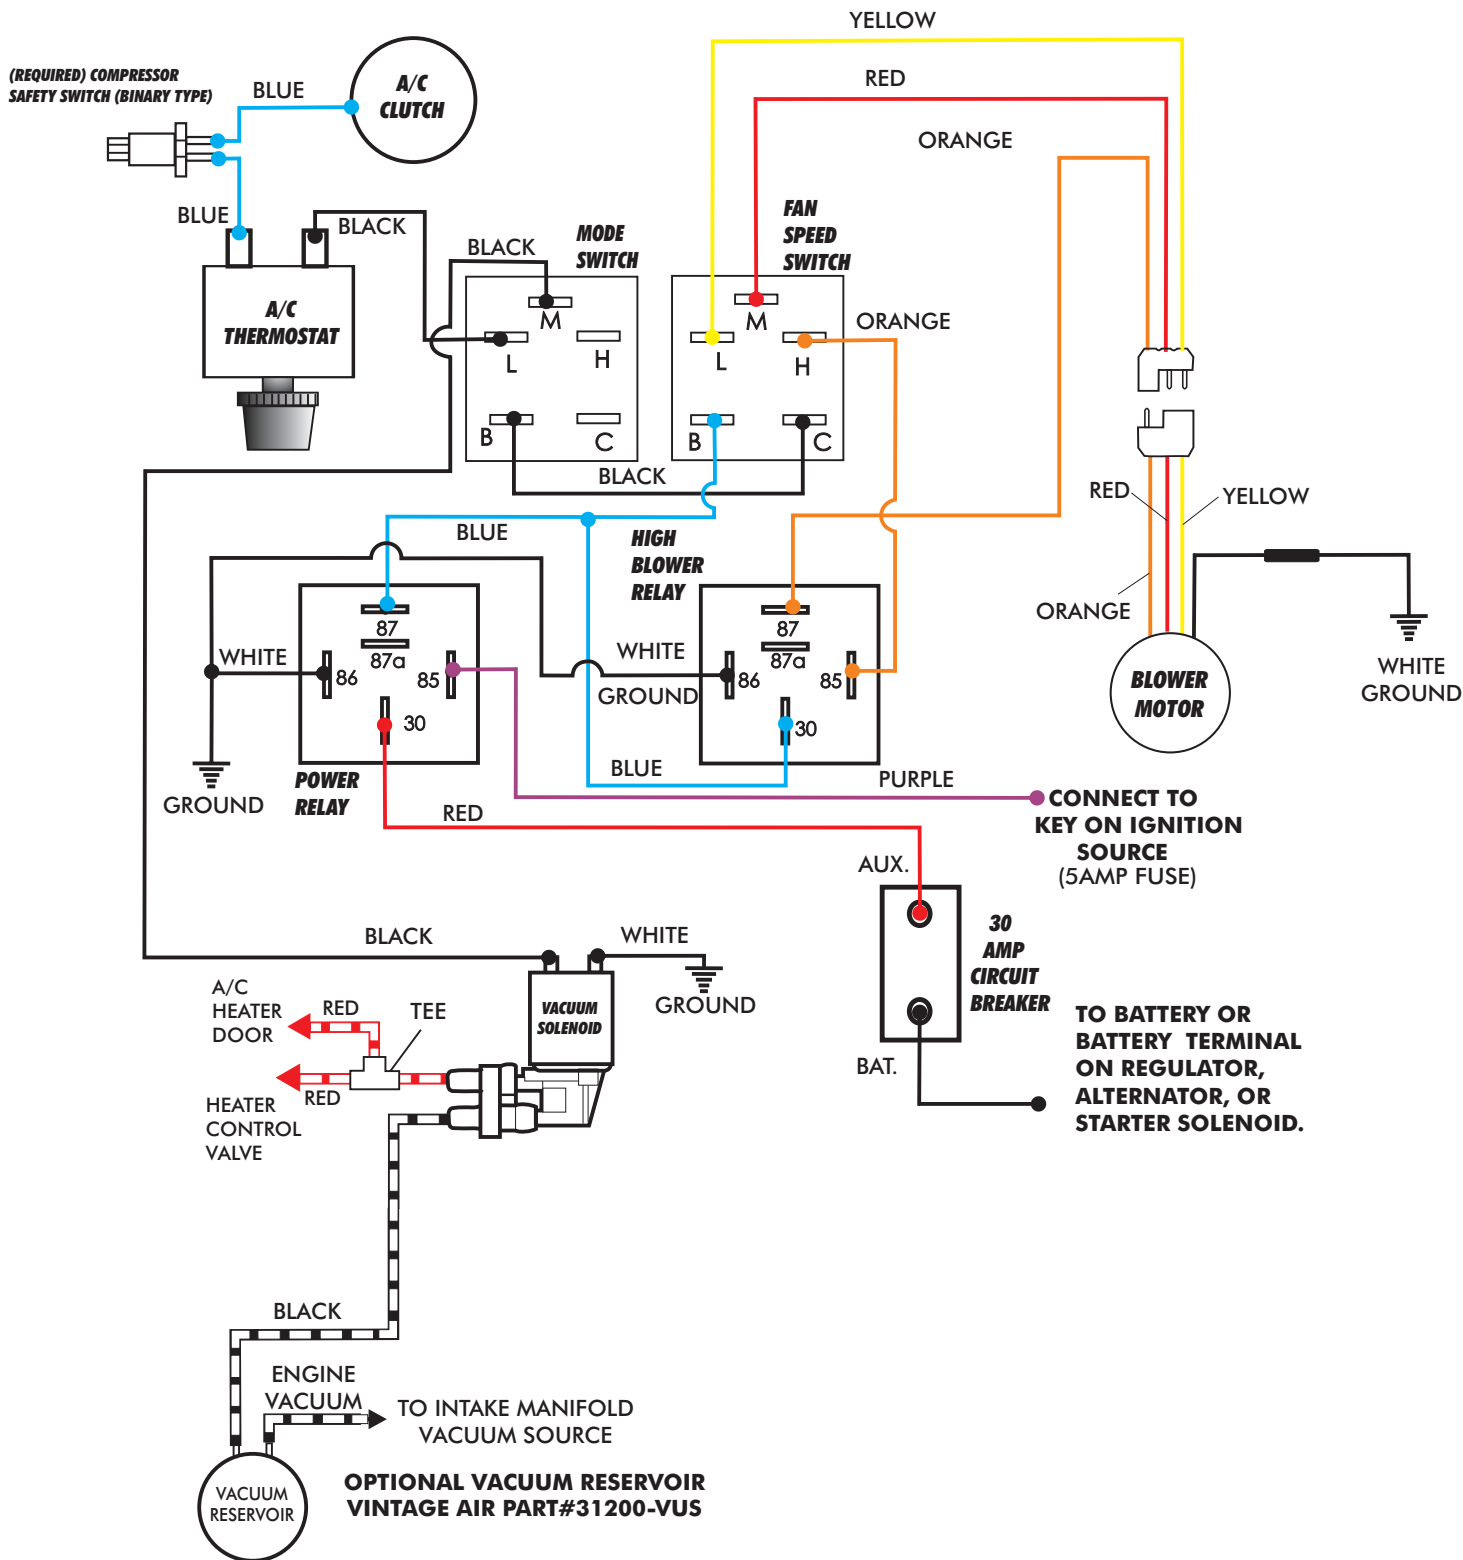 YELLOW
(REQUIRED) COMPRESSOR
SAFETY SWITCH (BINARY TYPE)
BLUE
A/C
CLUTCH
RED
ORANGE
BLUE
BLACK
BLACK
MODE
SWITCH
FAN
SPEED
SWITCH
A/C
THERMOSTAT
M
L
H
B
C
M
L
H
B
C
ORANGE
BLACK
RED
YELLOW
BLUE
HIGH
BLOWER
RELAY
ORANGE
WHITE
87
87a
86
85
30
WHITE
GROUND
87
87a
86
85
30
BLOWER
MOTOR
WHITE
GROUND
GROUND
POWER
RELAY
BLUE
PURPLE
RED
CONNECT TO
KEY ON IGNITION
SOURCE
(5AMP FUSE)
AUX.
30
AMP
CIRCUIT
BREAKER
BAT.
TO BATTERY OR
BATTERY TERMINAL
ON REGULATOR,
ALTERNATOR, OR
STARTER SOLENOID.
BLACK
WHITE
GROUND
VACUUM
SOLENOID
A/C
HEATER
DOOR
RED
TEE
RED
HEATER
CONTROL
VALVE
BLACK
ENGINE
VACUUM
TO INTAKE MANIFOLD
VACUUM SOURCE
VACUUM
RESERVOIR
OPTIONAL VACUUM RESERVOIR
VINTAGE AIR PART#31200-VUS